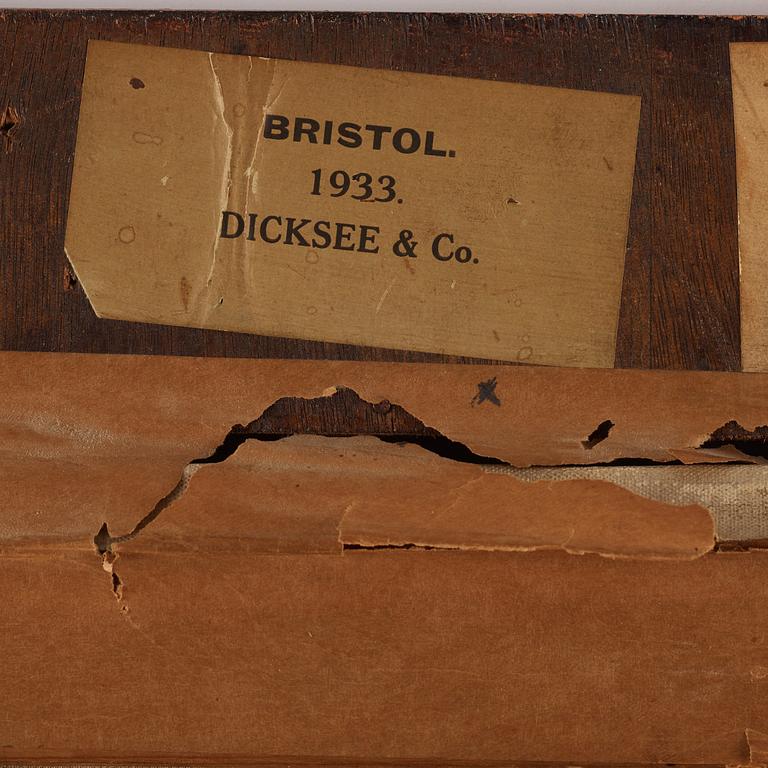 BRISTOL.
1933.
DICKSEE & Co.
x